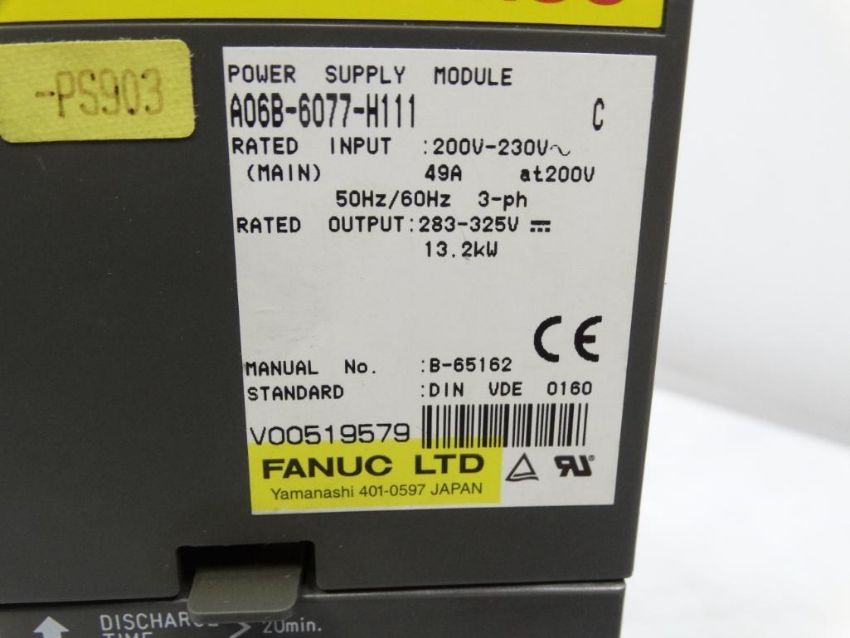 -PS903
POWER SUPPLY MODULE
A06B-6077-H111 C
RATED INPUT :200V-230V~
(MAIN) 49A at200V
50Hz/60Hz 3-ph
RATED OUTPUT:283-325V ⎓
13.2kW
CE
MANUAL No. :B-65162
STANDARD :DIN VDE 0160
V00519579
FANUC LTD
Yamanashi 401-0597 JAPAN
DISCHARGE > 20min.
TIME